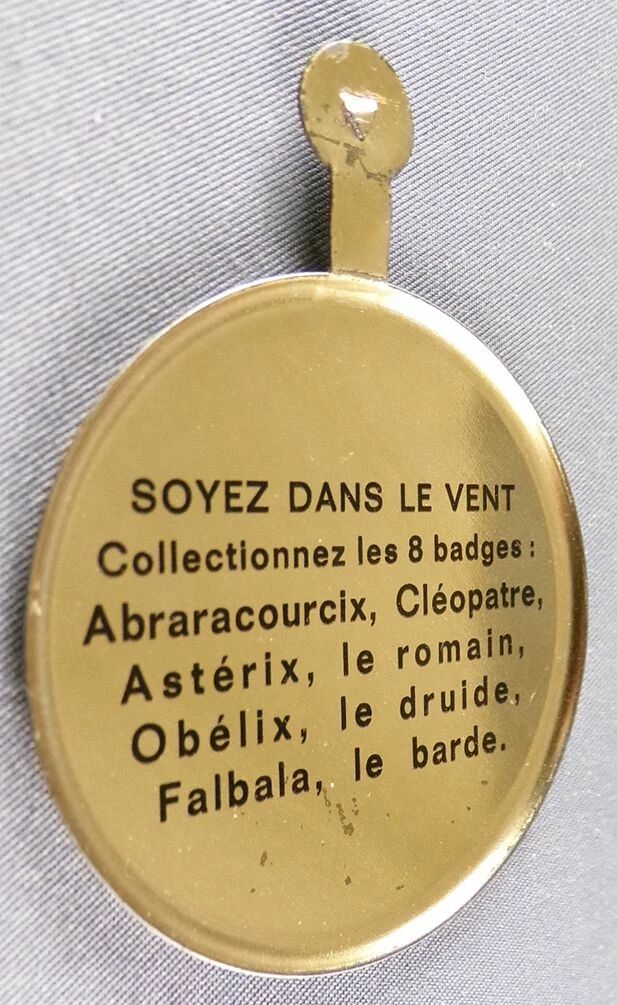 SOYEZ DANS LE VENT
Collectionnez les 8 badges :
Abraracourcix, Cléopatre,
Astérix, le romain,
Obélix, le druide,
Falbala, le barde.